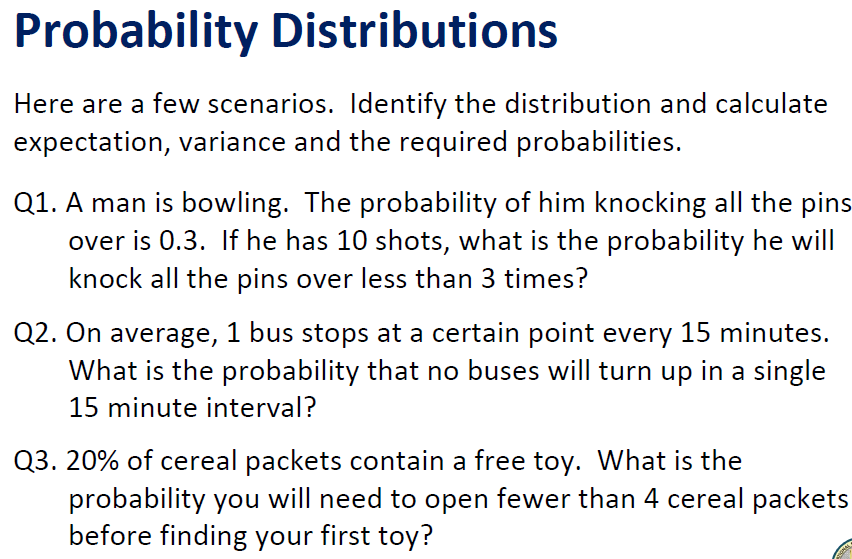 Probability Distributions
Here are a few scenarios. Identify the distribution and calculate
expectation, variance and the required probabilities.
Q1. A man is bowling. The probability of him knocking all the pins
over is 0.3. If he has 10 shots, what is the probability he will
knock all the pins over less than 3 times?
Q2. On average, 1 bus stops at a certain point every 15 minutes.
What is the probability that no buses will turn up in a single
15 minute interval?
Q3. 20% of cereal packets contain a free toy. What is the
probability you will need to open fewer than 4 cereal packets
before finding your first toy?